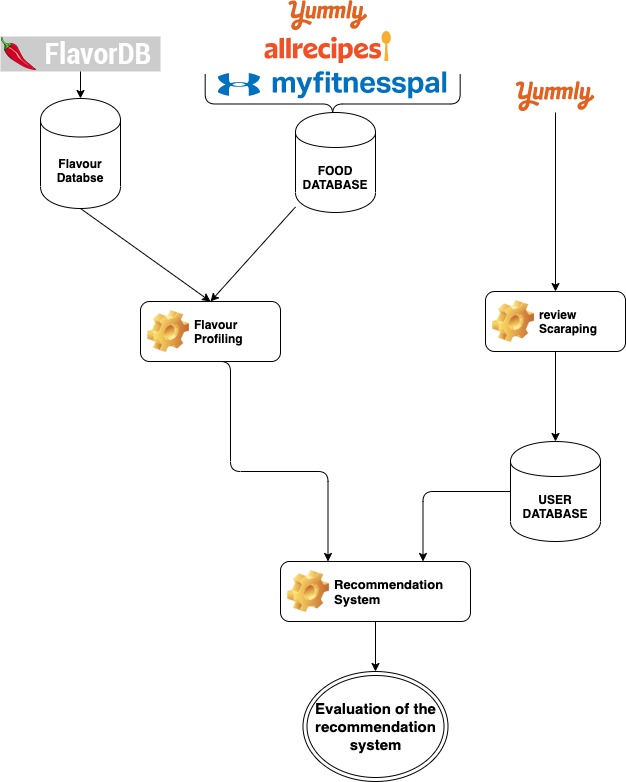 Yummly
FlavorDB
allrecipes
myfitnesspal
Yummly
Flavour
Databse
FOOD
DATABASE
Flavour
Profiling
review
Scaraping
USER
DATABASE
Recommendation
System
Evaluation of the
recommendation
system